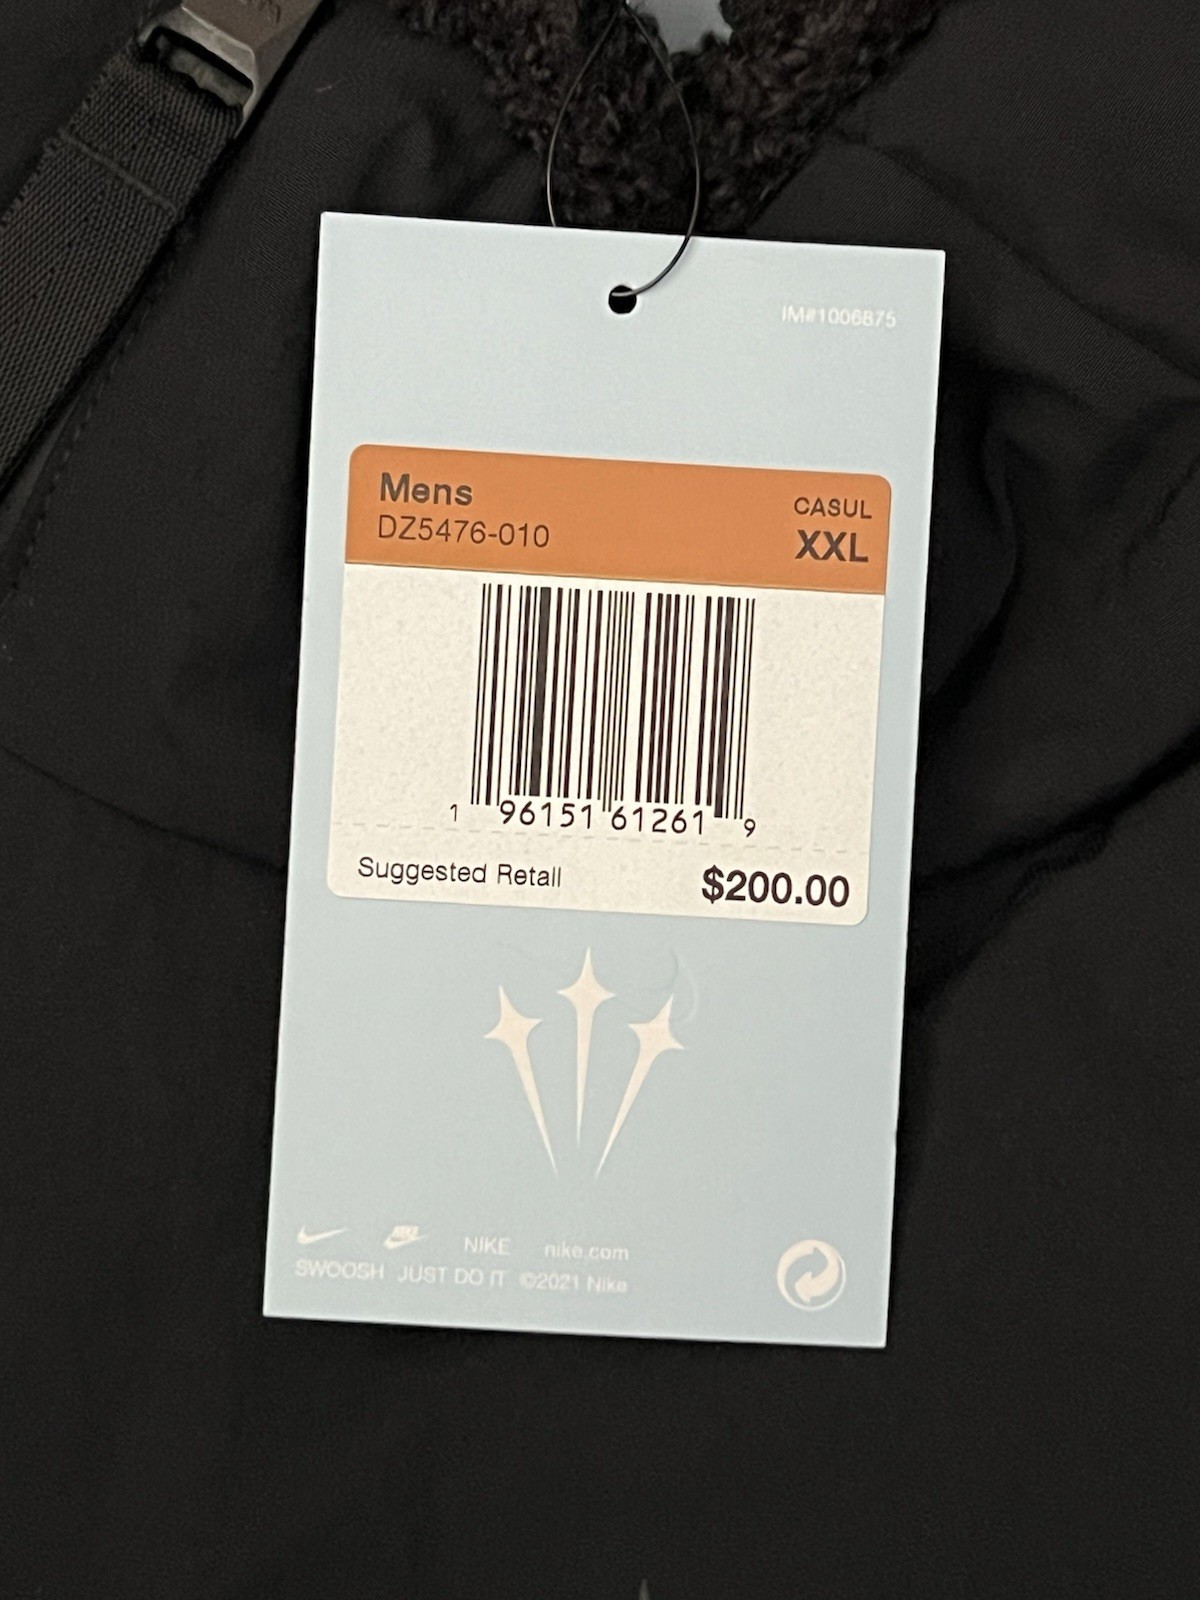 IM#1006875
Mens
CASUL
DZ5476-010
XXL
1 96151 61261 9
Suggested Retail
$200.00
NIKE nike.com
SWOOSH JUST DO IT ©2021 Nike